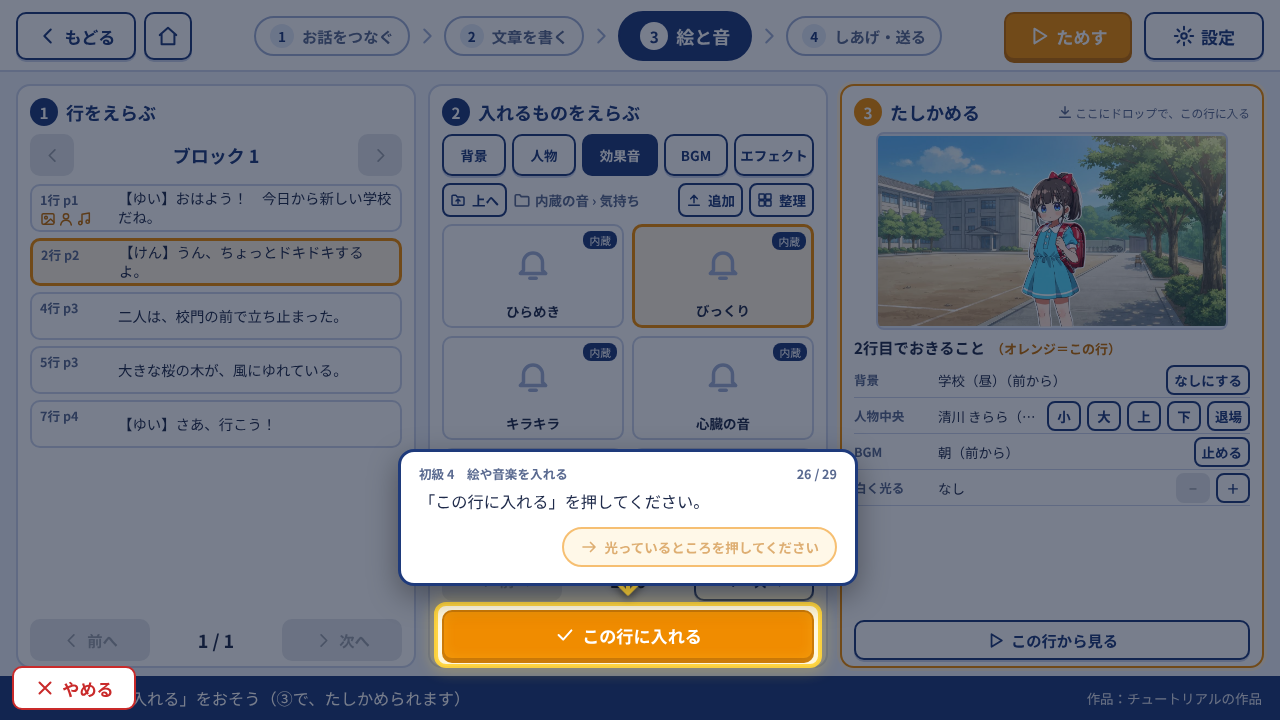 もどる
1 お話をつなぐ
2 文章を書く
3 絵と音
4 しあげ・送る
ためす
設定
1 行をえらぶ
ブロック 1
1行 p1
【ゆい】おはよう！　今日から新しい学校だね。
2行 p2
【けん】うん、ちょっとドキドキするよ。
4行 p3
二人は、校門の前で立ち止まった。
5行 p3
大きな桜の木が、風にゆれている。
7行 p4
【ゆい】さあ、行こう！
前へ
1 / 1
次へ
2 入れるものをえらぶ
背景
人物
効果音
BGM
エフェクト
上へ
内蔵の音 › 気持ち
追加
整理
内蔵
ひらめき
内蔵
びっくり
内蔵
キラキラ
内蔵
心臓の音
初級 4　絵や音楽を入れる
26 / 29
「この行に入れる」を押してください。
光っているところを押してください
この行に入れる
3 たしかめる
ここにドロップで、この行に入る
2行目でおきること
（オレンジ＝この行）
背景
学校（昼）（前から）
なしにする
人物中央
清川 きらら（…
小
大
上
下
退場
BGM
朝（前から）
止める
白く光る
なし
−
＋
この行から見る
やめる
入れる」をおそう（③で、たしかめられます）
作品：チュートリアルの作品